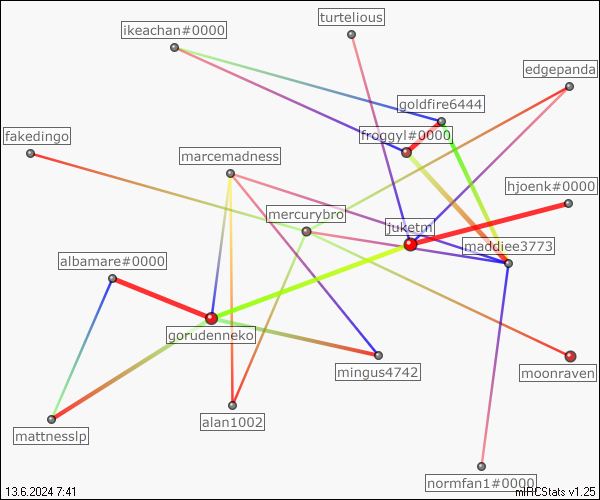 turtelious
ikeachan#0000
edgepanda
goldfire6444
fakedingo
froggyl#0000
marcemadness
hjoenk#0000
mercurybro
juketm
maddiee3773
albamare#0000
gorudenneko
mingus4742
moonraven
alan1002
mattnesslp
normfan1#0000
13.6.2024 7:41
mIRCStats v1.25